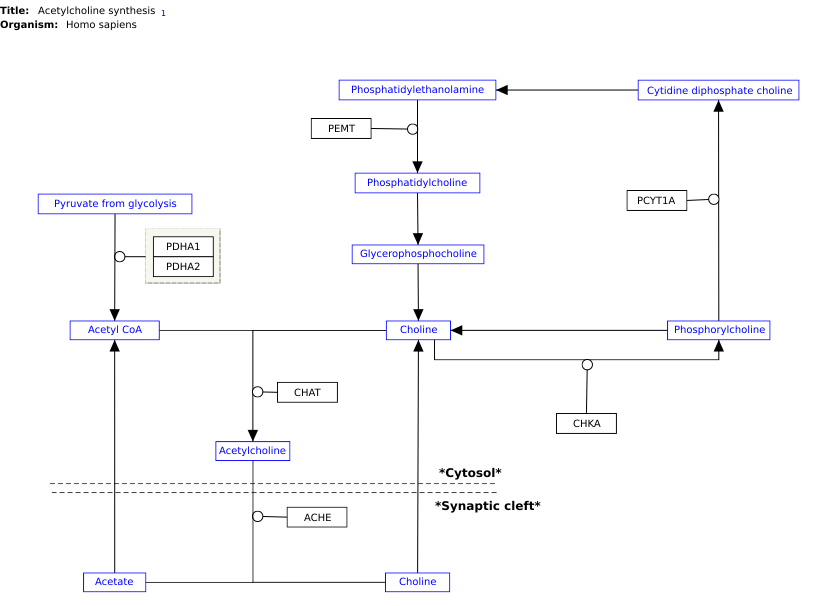 Title: Acetylcholine synthesis 1
Organism: Homo sapiens
Phosphatidylethanolamine
Cytidine diphosphate choline
PEMT
Phosphatidylcholine
Pyruvate from glycolysis
PCYT1A
PDHA1
PDHA2
Glycerophosphocholine
Acetyl CoA
Choline
Phosphorylcholine
CHAT
CHKA
Acetylcholine
*Cytosol*
*Synaptic cleft*
ACHE
Acetate
Choline